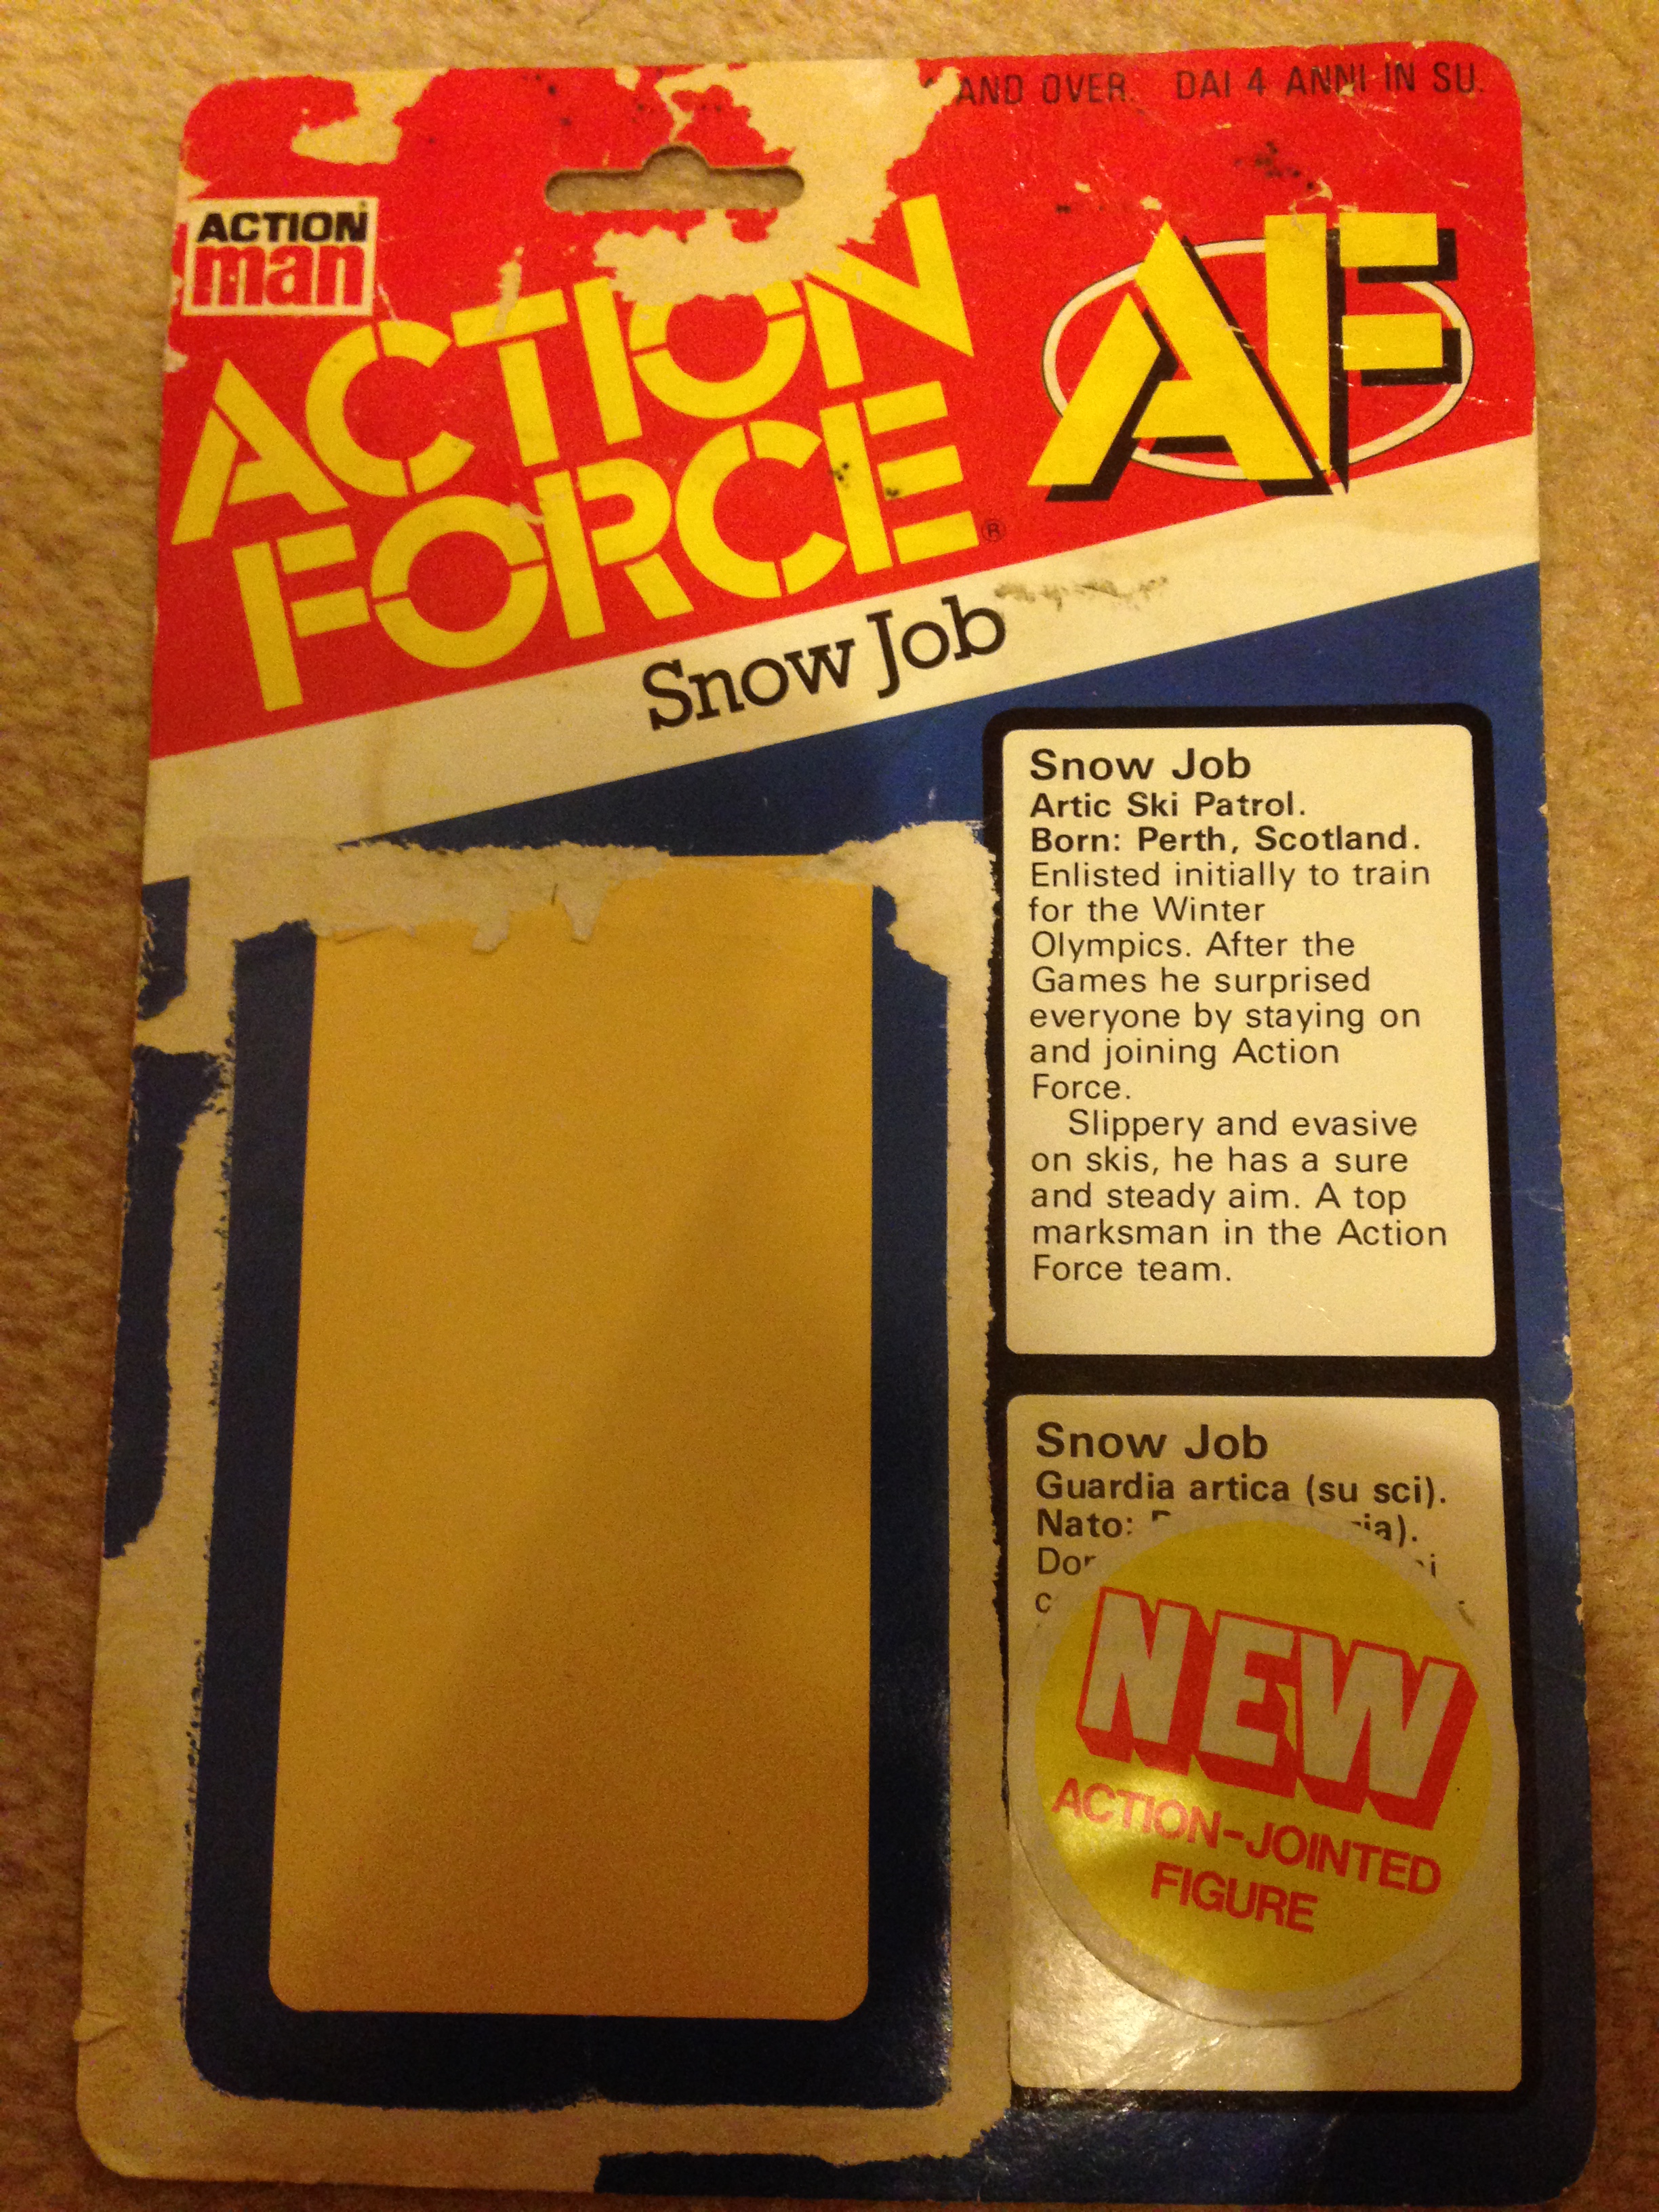 AND OVER. DAI 4 ANNI IN SU.
ACTION
man
ACTION
FORCE ®
AF
Snow Job
Snow Job
Artic Ski Patrol.
Born: Perth, Scotland.
Enlisted initially to train
for the Winter
Olympics. After the
Games he surprised
everyone by staying on
and joining Action
Force.
Slippery and evasive
on skis, he has a sure
and steady aim. A top
marksman in the Action
Force team.
Snow Job
Guardia artica (su sci).
Nato:
NEW
ACTION-JOINTED
FIGURE